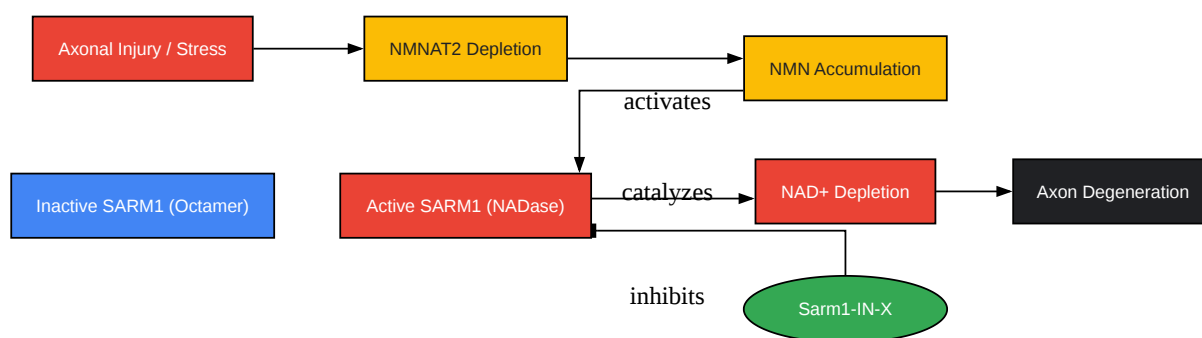 Axonal Injury / Stress
NMNAT2 Depletion
NMN Accumulation
activates
Inactive SARM1 (Octamer)
Active SARM1 (NADase)
catalyzes
NAD+ Depletion
Axon Degeneration
inhibits
Sarm1-IN-X